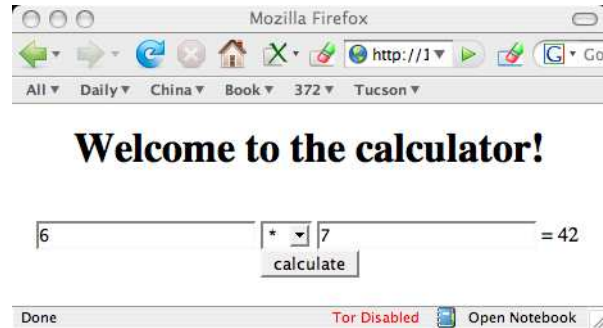 Mozilla Firefox
http://1
G Go
All Daily China Book 372 Tucson
Welcome to the calculator!
6 * 7 = 42
calculate
Done Tor Disabled Open Notebook